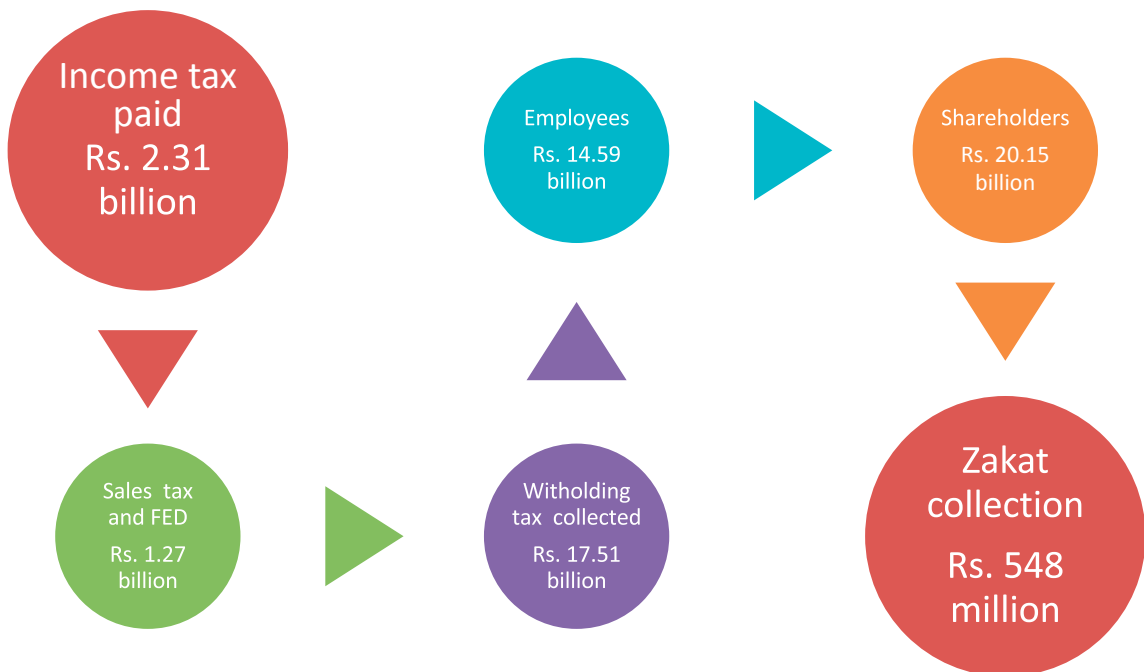 Income tax
paid
Rs. 2.31
billion
Sales tax
and FED
Rs. 1.27
billion
Witholding
tax collected
Rs. 17.51
billion
Employees
Rs. 14.59
billion
Shareholders
Rs. 20.15
billion
Zakat
collection
Rs. 548
million